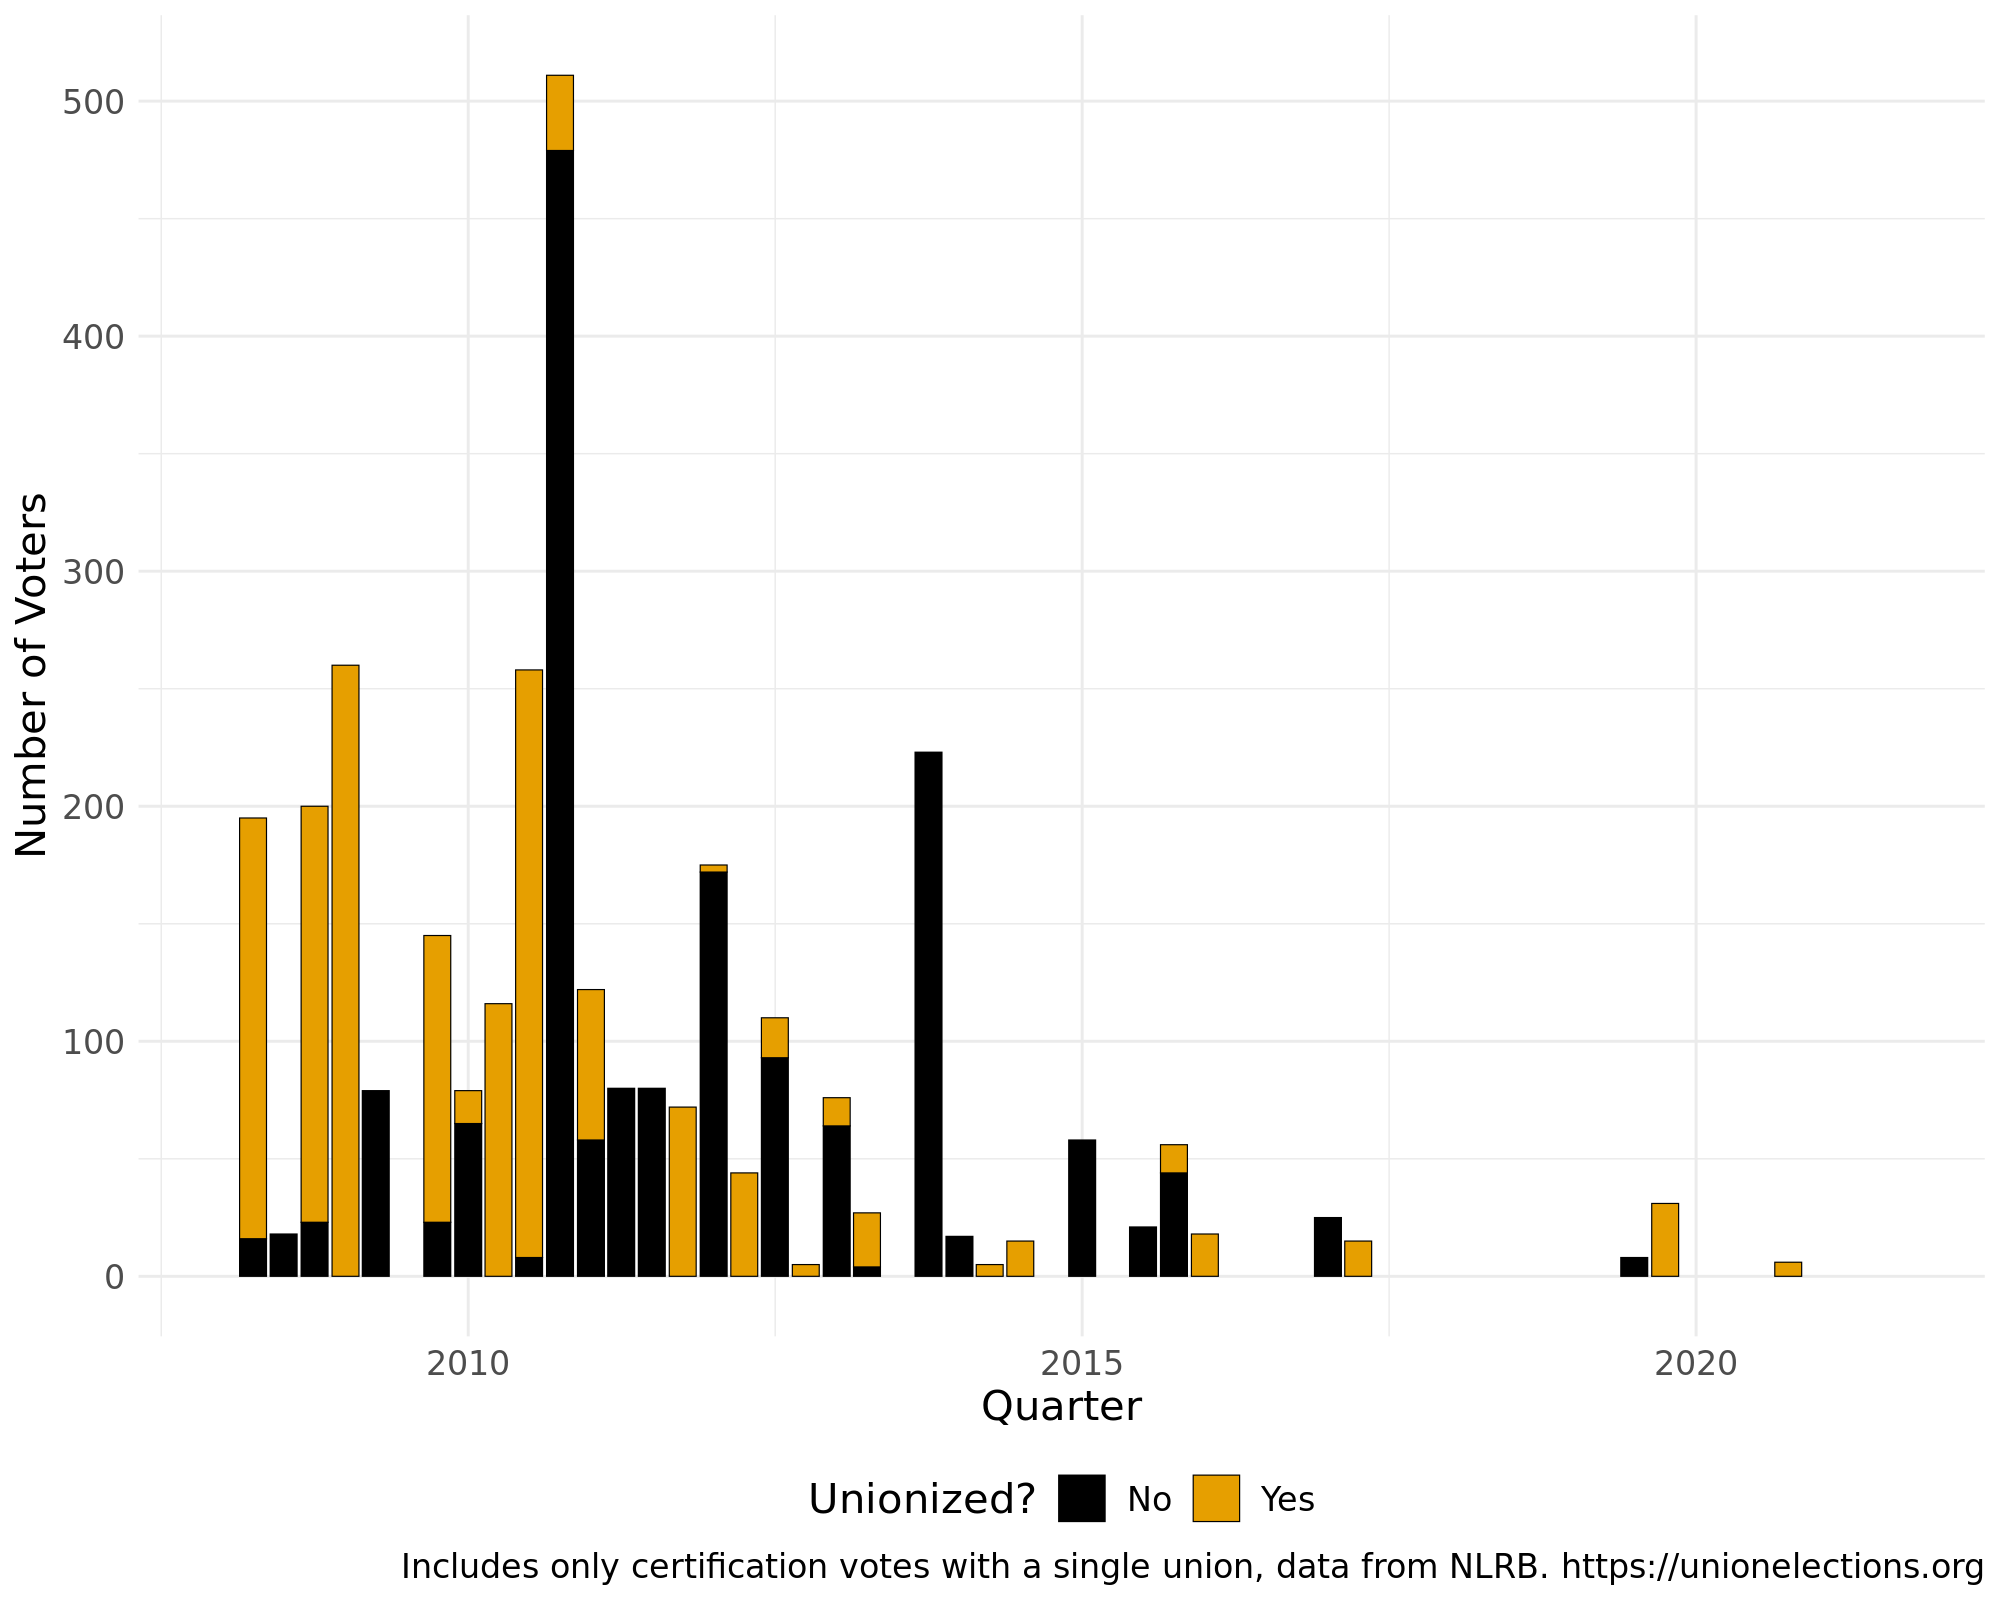 500
400
300
200
100
0
Number of Voters
2010 2015 2020
Quarter
Unionized? No Yes
Includes only certification votes with a single union, data from NLRB. https://unionelections.org